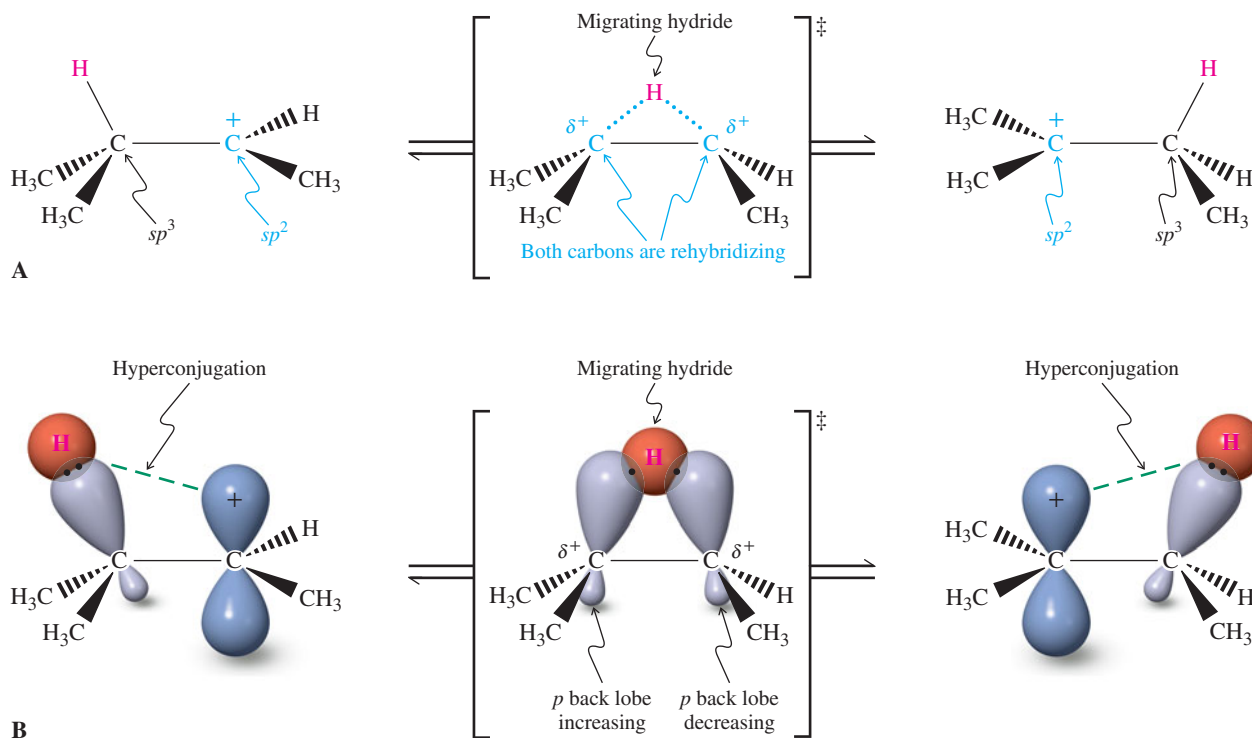 Migrating hydride
‡
H
H
+
C
C
H₃C
H₃C
CH₃
sp³
sp²
H
δ⁺
δ⁺
C
C
H₃C
H₃C
H
CH₃
Both carbons are rehybridizing
H
H₃C
+
C
C
H₃C
H
CH₃
sp²
sp³
A
Hyperconjugation
Migrating hydride
Hyperconjugation
‡
H
+
H
C
C
H₃C
H₃C
CH₃
H
δ⁺
δ⁺
C
C
H₃C
H₃C
H
CH₃
p back lobe
increasing
p back lobe
decreasing
H
+
H₃C
C
C
H₃C
H
CH₃
B